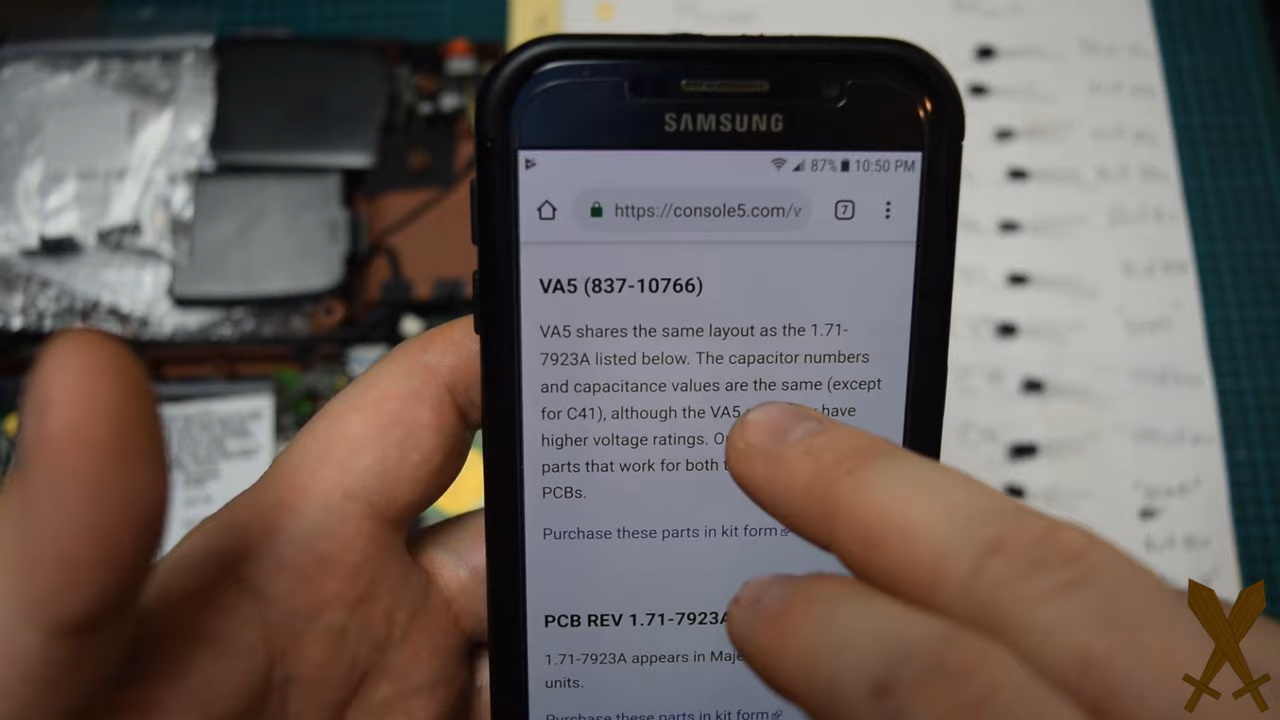 SAMSUNG
87% 10:50 PM
https://console5.com/v
7
VA5 (837-10766)
VA5 shares the same layout as the 1.71-
7923A listed below. The capacitor numbers
and capacitance values are the same (except
for C41), although the VA5 have
higher voltage ratings.
parts that work for both
PCBs.
Purchase these parts in kit form
PCB REV 1.71-7923A
1.71-7923A appears in
units.
Purchase these parts in kit form